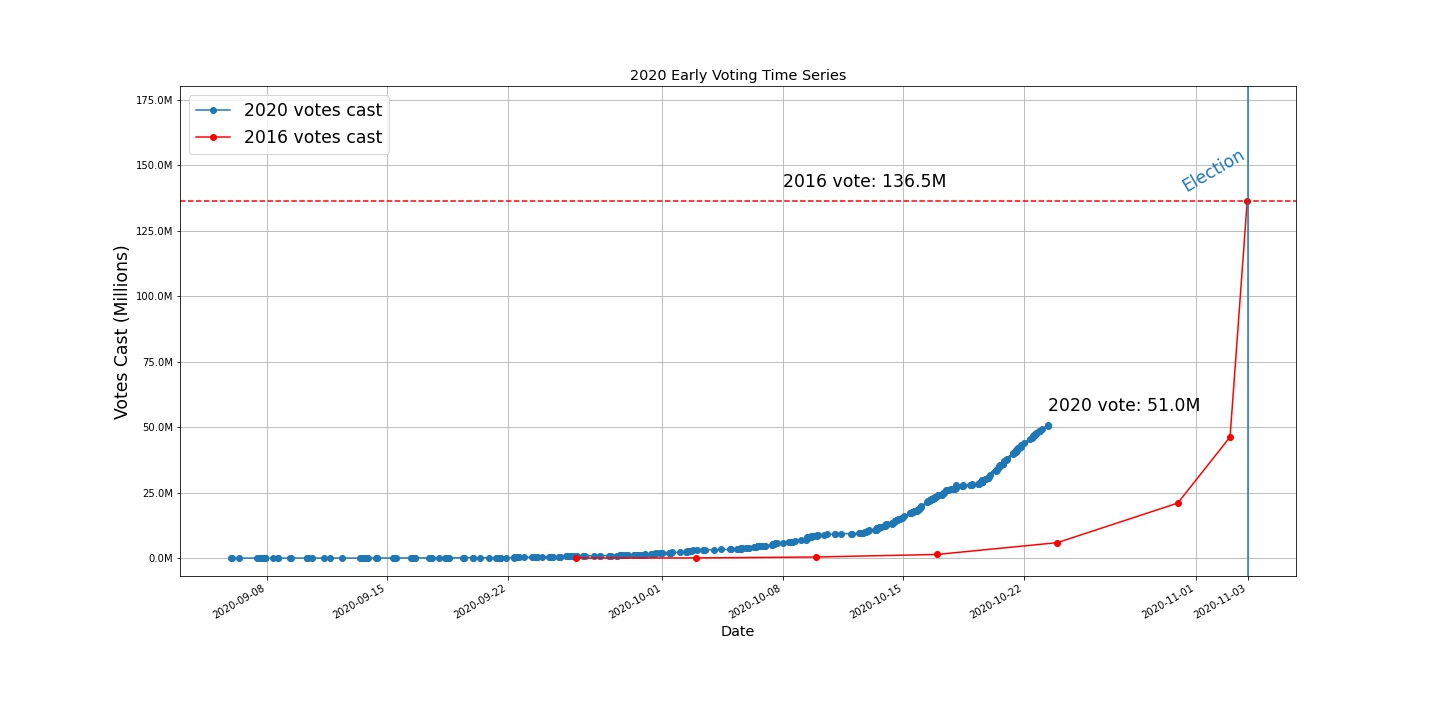 2020 Early Voting Time Series
175.0M
2020 votes cast
2016 votes cast
150.0M
Election
2016 vote: 136.5M
125.0M
100.0M
Votes Cast (Millions)
75.0M
2020 vote: 51.0M
50.0M
25.0M
0.0M
2020-09-08
2020-09-15
2020-09-22
2020-10-01
2020-10-08
2020-10-15
2020-10-22
2020-11-01
2020-11-03
Date